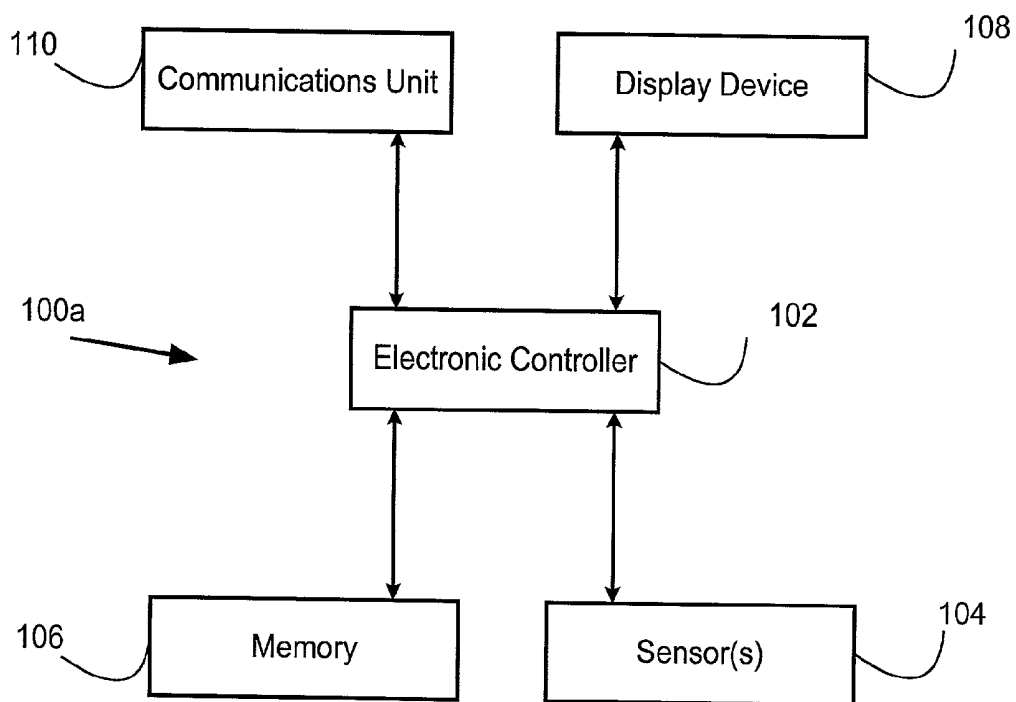 110
Communications Unit
Display Device
108
100a
Electronic Controller
102
106
Memory
Sensor(s)
104